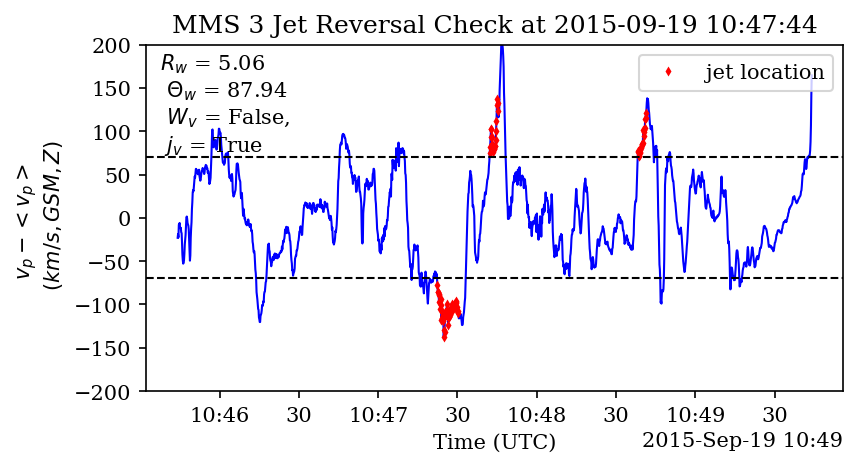 MMS 3 Jet Reversal Check at 2015-09-19 10:47:44
R_w = 5.06
Θ_w = 87.94
W_v = False,
j_v = True
jet location
v_p − < v_p >
(km/s, GSM, Z)
200
150
100
50
0
−50
−100
−150
−200
10:46 30 10:47 30 10:48 30 10:49 30
Time (UTC) 2015-Sep-19 10:49